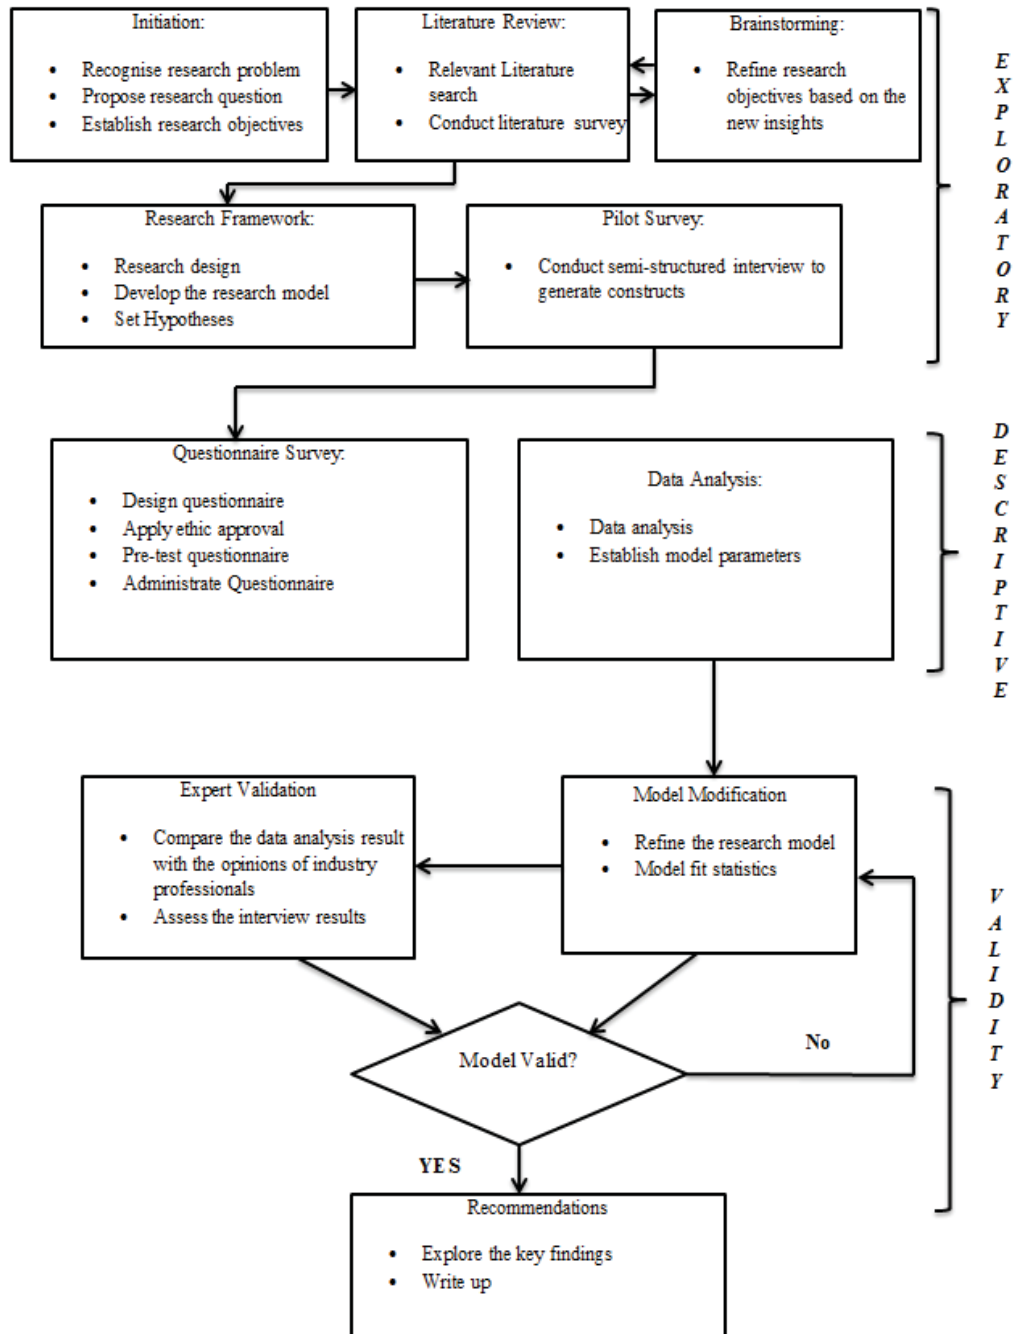 Initiation:
• Recognise research problem
• Propose research question
• Establish research objectives
Literature Review:
• Relevant Literature
search
• Conduct literature survey
Brainstorming:
• Refine research
objectives based on the
new insights
EXPLORATORY
Research Framework:
• Research design
• Develop the research model
• Set Hypotheses
Pilot Survey:
• Conduct semi-structured interview to
generate constructs
Questionnaire Survey:
• Design questionnaire
• Apply ethic approval
• Pre-test questionnaire
• Administrate Questionnaire
Data Analysis:
• Data analysis
• Establish model parameters
DESCRIPTIVE
Expert Validation
• Compare the data analysis result
with the opinions of industry
professionals
• Assess the interview results
Model Modification
• Refine the research model
• Model fit statistics
VALIDITY
Model Valid?
No
YES
Recommendations
• Explore the key findings
• Write up